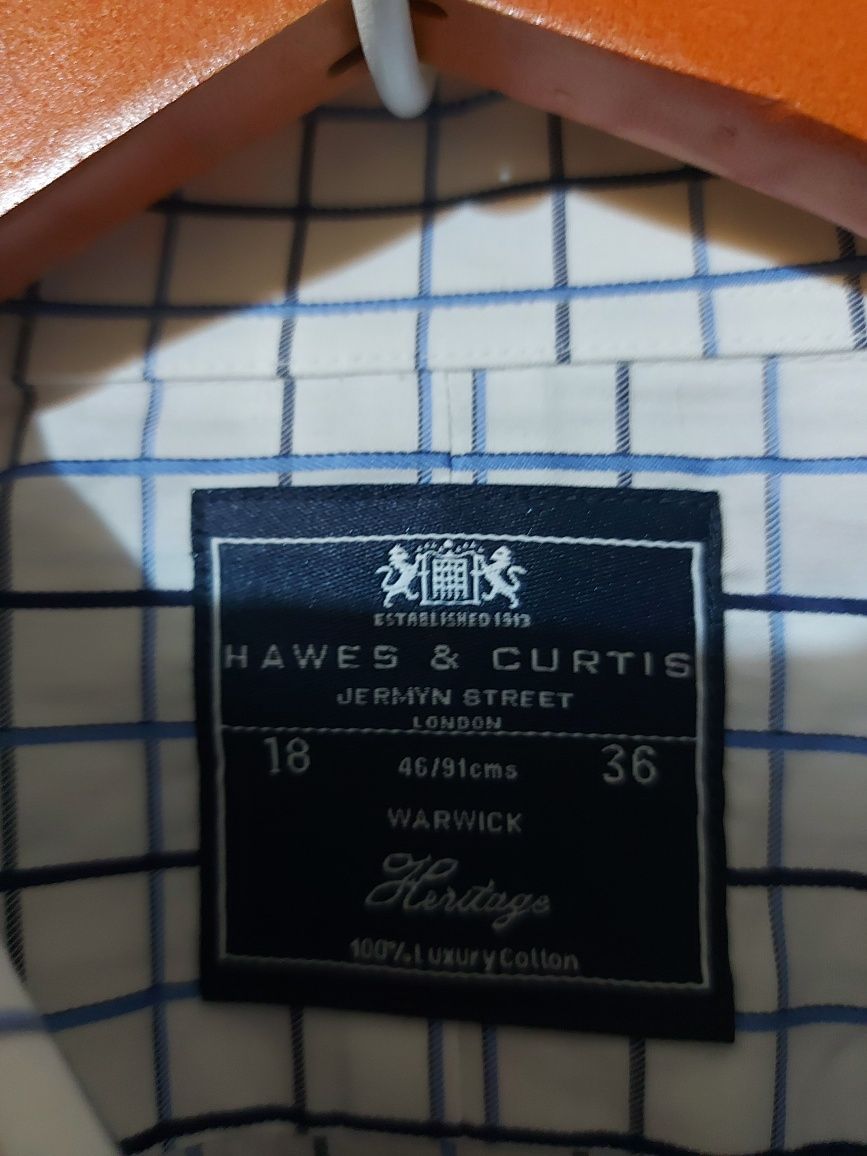 ESTABLISHED 1913
HAWES & CURTIS
JERMYN STREET
LONDON
18 46/91cms 36
WARWICK
Heritage
100% Luxury Cotton